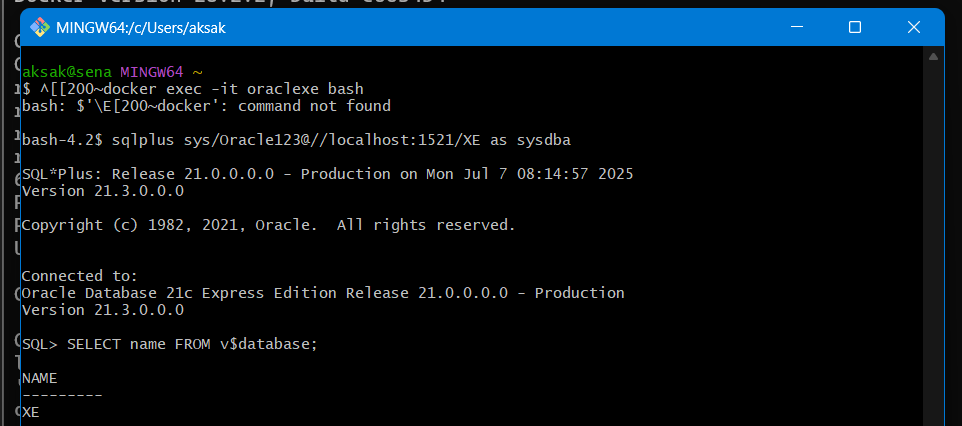 MINGW64:/c/Users/aksak
aksak@sena MINGW64 ~
$ ^[[200~docker exec -it oraclexe bash
bash: $'\E[200~docker': command not found
bash-4.2$ sqlplus sys/Oracle123@//localhost:1521/XE as sysdba
SQL*Plus: Release 21.0.0.0.0 - Production on Mon Jul 7 08:14:57 2025
Version 21.3.0.0.0
Copyright (c) 1982, 2021, Oracle.  All rights reserved.
Connected to:
Oracle Database 21c Express Edition Release 21.0.0.0.0 - Production
Version 21.3.0.0.0
SQL> SELECT name FROM v$database;
NAME
---------
XE